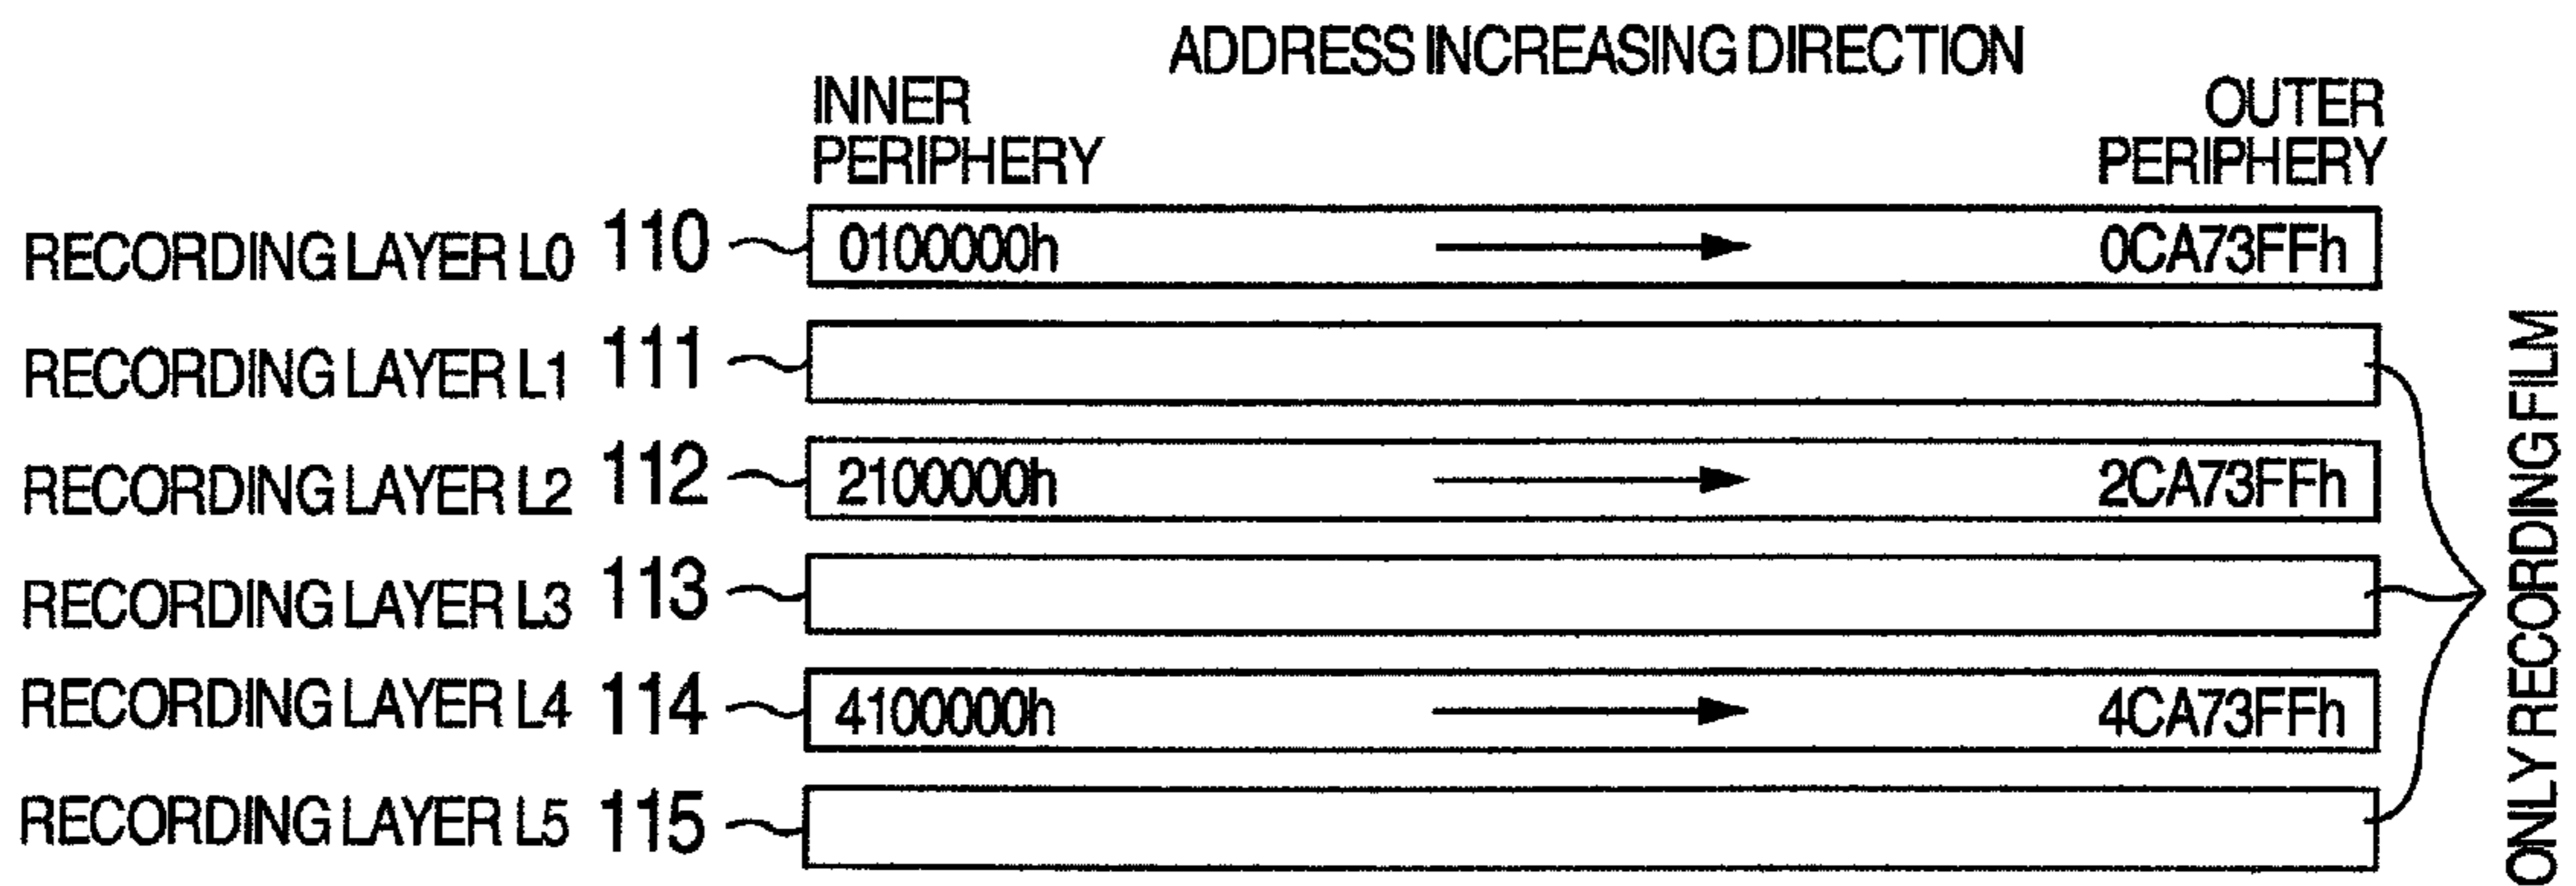 ADDRESS INCREASING DIRECTION
INNER
PERIPHERY
OUTER
PERIPHERY
RECORDING LAYER L0 110 0100000h 0CA73FFh
RECORDING LAYER L1 111
RECORDING LAYER L2 112 2100000h 2CA73FFh
RECORDING LAYER L3 113
RECORDING LAYER L4 114 4100000h 4CA73FFh
RECORDING LAYER L5 115
ONLY RECORDING FILM